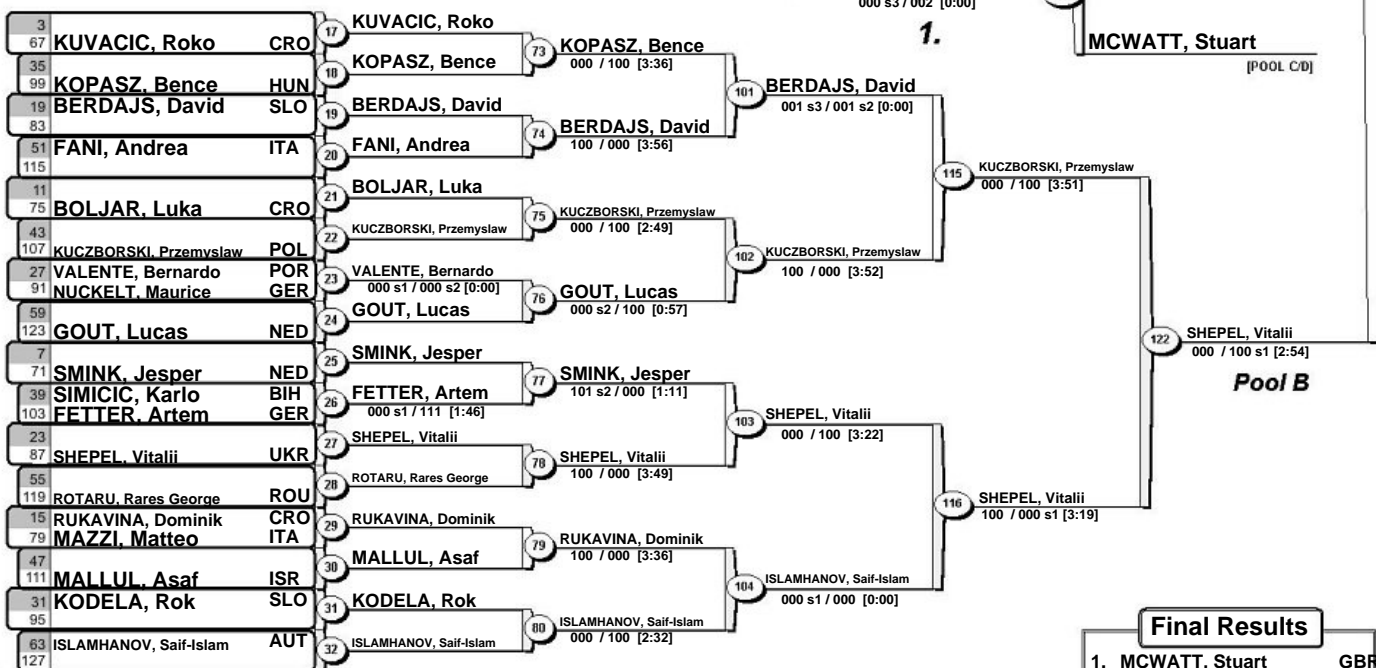 000 s3 / 002 [0:00]
1.
MCWATT, Stuart
[POOL C/D]
3
67 KUVACIC, Roko CRO
35
99 KOPASZ, Bence HUN
19 BERDAJS, David SLO
83
51 FANI, Andrea ITA
115
11
75 BOLJAR, Luka CRO
43
107 KUCZBORSKI, Przemyslaw POL
27 VALENTE, Bernardo POR
91 NUCKELT, Maurice GER
59
123 GOUT, Lucas NED
7
71 SMINK, Jesper NED
39 SIMICIC, Karlo BIH
103 FETTER, Artem GER
23
87 SHEPEL, Vitalii UKR
55
119 ROTARU, Rares George ROU
15 RUKAVINA, Dominik CRO
79 MAZZI, Matteo ITA
47
111 MALLUL, Asaf ISR
31 KODELA, Rok SLO
95
63 ISLAMHANOV, Saif-Islam AUT
127
17 KUVACIC, Roko
18 KOPASZ, Bence
19 BERDAJS, David
20 FANI, Andrea
21 BOLJAR, Luka
22 KUCZBORSKI, Przemyslaw
23 VALENTE, Bernardo
000 s1 / 000 s2 [0:00]
24 GOUT, Lucas
25 SMINK, Jesper
26 FETTER, Artem
000 s1 / 111 [1:46]
27 SHEPEL, Vitalii
28 ROTARU, Rares George
29 RUKAVINA, Dominik
30 MALLUL, Asaf
31 KODELA, Rok
32 ISLAMHANOV, Saif-Islam
73 KOPASZ, Bence
000 / 100 [3:36]
74 BERDAJS, David
100 / 000 [3:56]
75 KUCZBORSKI, Przemyslaw
000 / 100 [2:49]
76 GOUT, Lucas
000 s2 / 100 [0:57]
77 SMINK, Jesper
101 s2 / 000 [1:11]
78 SHEPEL, Vitalii
100 / 000 [3:49]
79 RUKAVINA, Dominik
100 / 000 [3:36]
80 ISLAMHANOV, Saif-Islam
000 / 100 [2:32]
101 BERDAJS, David
001 s3 / 001 s2 [0:00]
102 KUCZBORSKI, Przemyslaw
100 / 000 [3:52]
103 SHEPEL, Vitalii
000 / 100 [3:22]
104 ISLAMHANOV, Saif-Islam
000 s1 / 000 [0:00]
115 KUCZBORSKI, Przemyslaw
000 / 100 [3:51]
116 SHEPEL, Vitalii
100 / 000 s1 [3:19]
122 SHEPEL, Vitalii
000 / 100 s1 [2:54]
Pool B
Final Results
1. MCWATT, Stuart GBR